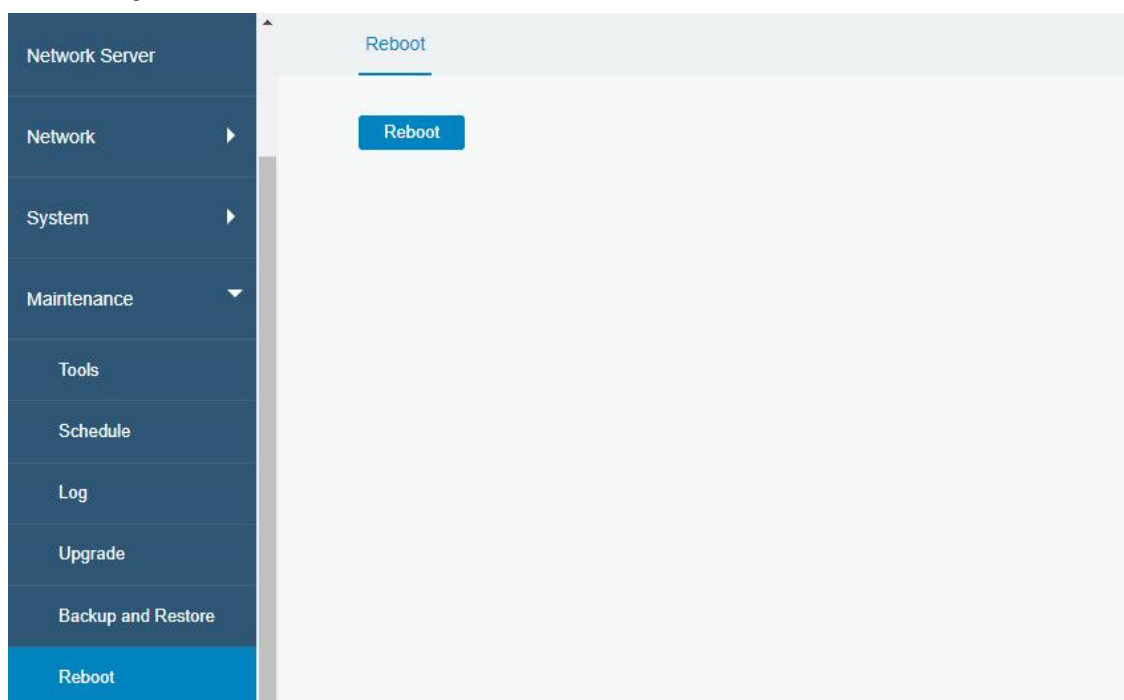 Network Server
Reboot
Network
Reboot
System
Maintenance
Tools
Schedule
Log
Upgrade
Backup and Restore
Reboot